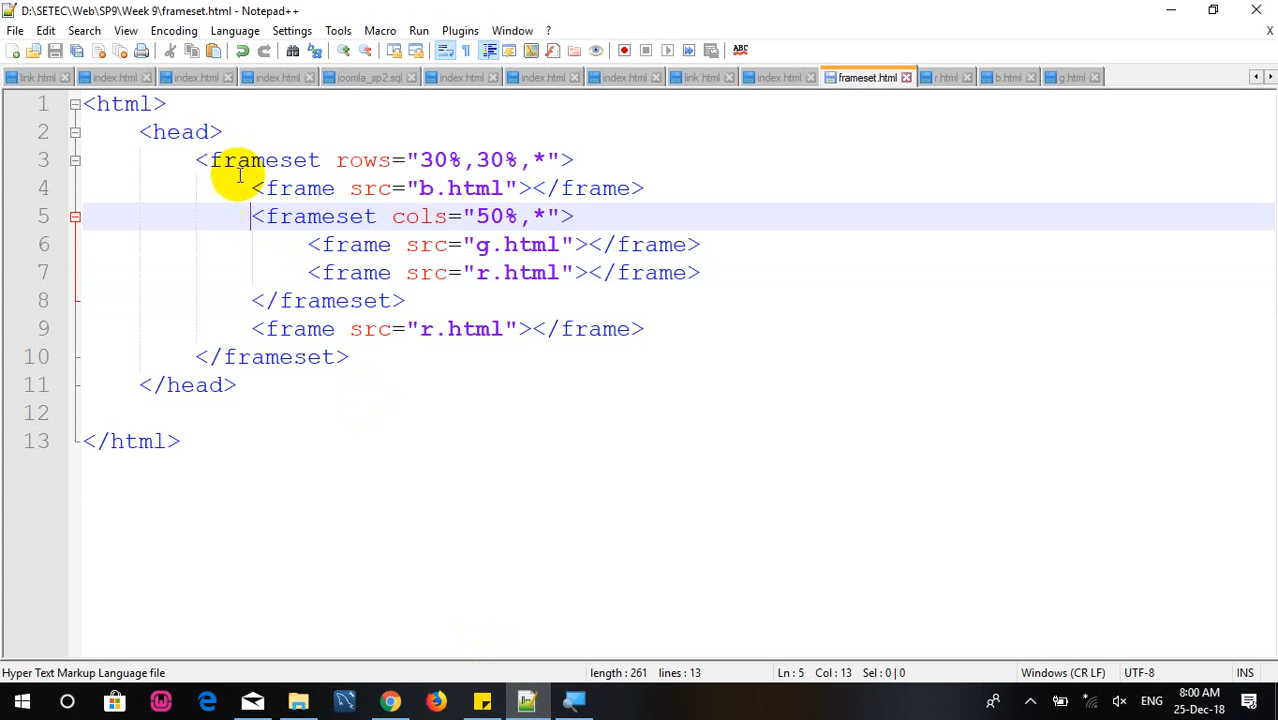 D:\SETEC\Web\SP9\Week 9\frameset.html - Notepad++
File Edit Search View Encoding Language Settings Tools Macro Run Plugins Window ? X
link.html index.html index.html index.html joomla_sp2.sql index.html index.html index.html link.html index.html frameset.html r.html b.html g.html
1 <html>
2 <head>
3 <frameset rows="30%,30%,*">
4 <frame src="b.html"></frame>
5 <frameset cols="50%,*">
6 <frame src="g.html"></frame>
7 <frame src="r.html"></frame>
8 </frameset>
9 <frame src="r.html"></frame>
10 </frameset>
11 </head>
12
13 </html>
Hyper Text Markup Language file length : 261 lines : 13 Ln : 5 Col : 13 Sel : 0 | 0 Windows (CR LF) UTF-8 INS
ENG 8:00 AM
25-Dec-18